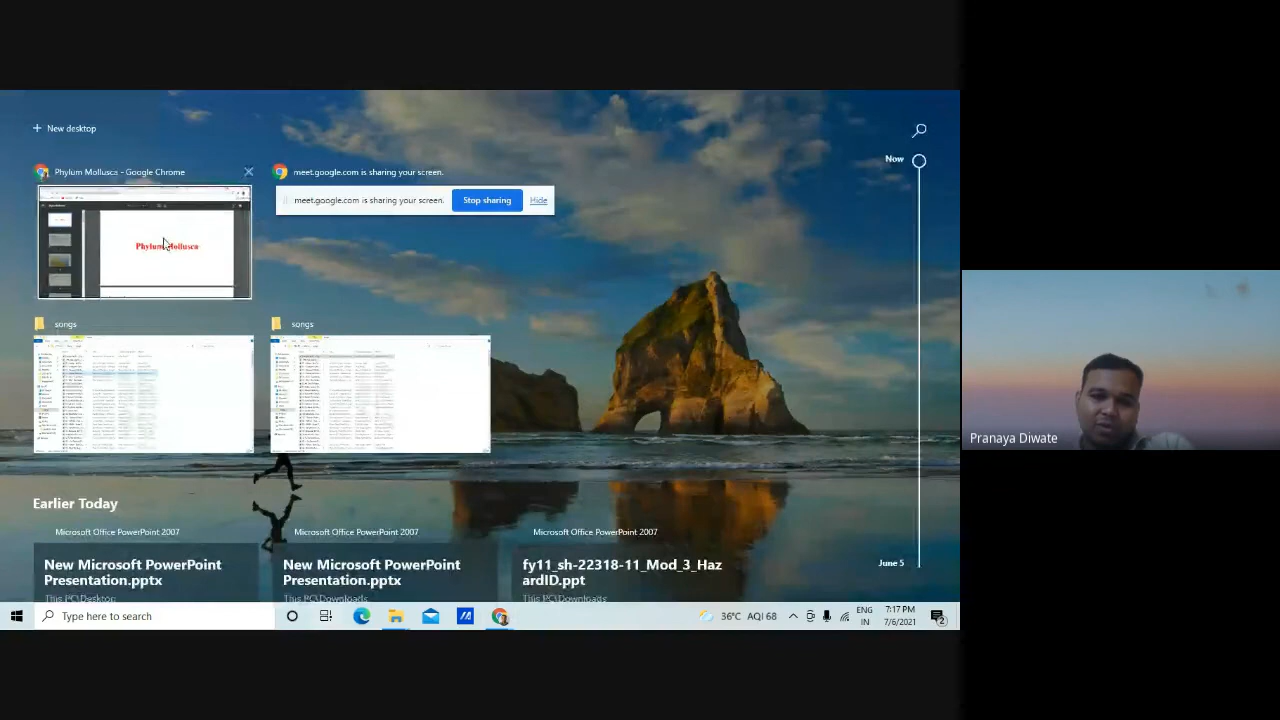 New desktop
Now
Phylum Mollusca - Google Chrome
meet.google.com is sharing your screen.
meet.google.com is sharing your screen.
Stop sharing
Hide
Phylum Mollusca
songs
songs
Pranaya Diwate
Earlier Today
Microsoft Office PowerPoint 2007
Microsoft Office PowerPoint 2007
Microsoft Office PowerPoint 2007
New Microsoft PowerPoint
Presentation.pptx
This PC\Desktop
New Microsoft PowerPoint
Presentation.pptx
This PC\Downloads
fy11_sh-22318-11_Mod_3_Haz
ardID.ppt
This PC\Downloads
June 5
Type here to search
36°C AQI 68
ENG
IN
7:17 PM
7/6/2021
2